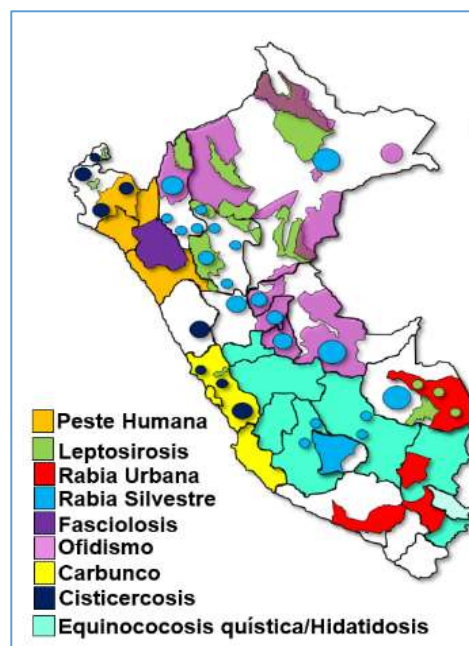 Peste Humana
Leptosirosis
Rabia Urbana
Rabia Silvestre
Fasciolosis
Ofidismo
Carbunco
Cisticercosis
Equinococosis quística/Hidatidosis